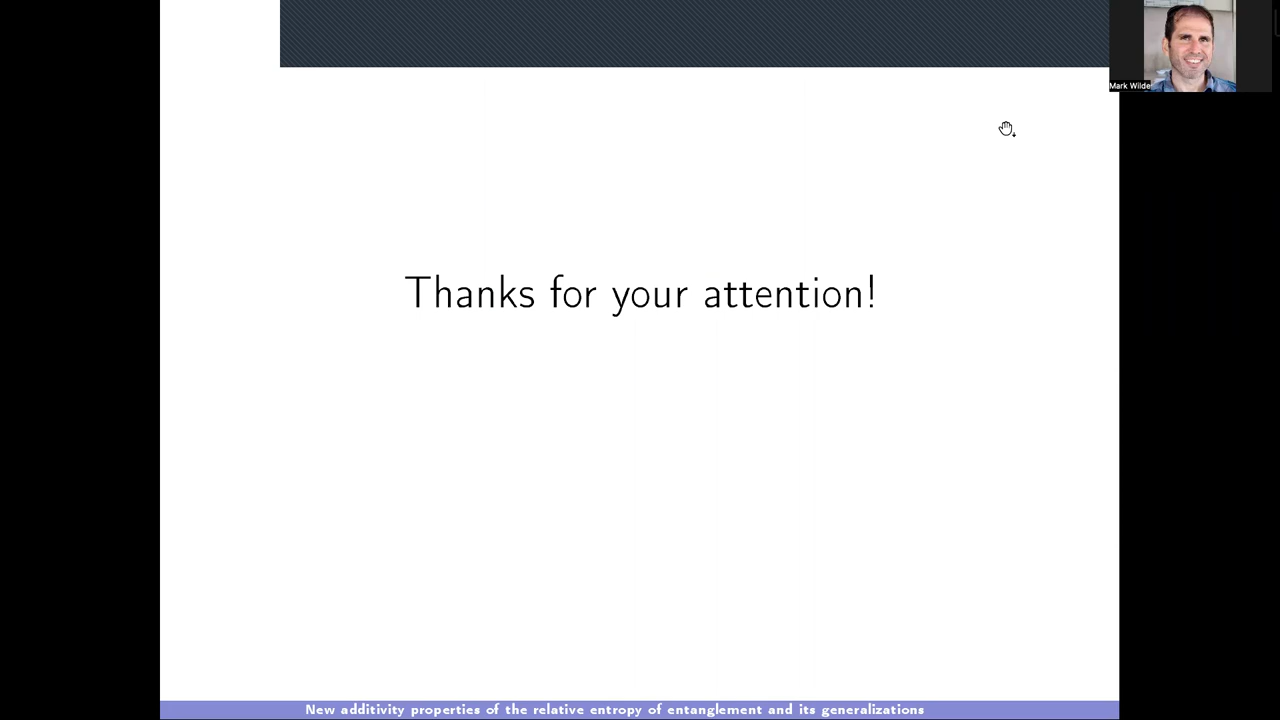 Mark Wilde
Thanks for your attention!
New additivity properties of the relative entropy of entanglement and its generalizations